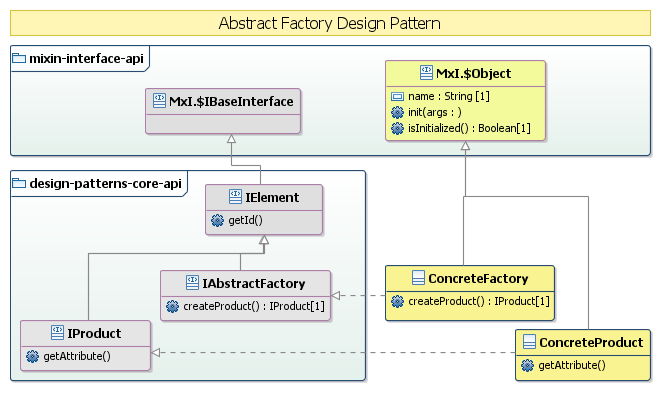 Abstract Factory Design Pattern
mixin-interface-api
MxI.$Object
name : String [1]
init(args : )
isInitialized() : Boolean[1]
MxI.$IBaseInterface
design-patterns-core-api
IElement
getId()
IAbstractFactory
createProduct() : IProduct[1]
ConcreteFactory
createProduct() : IProduct[1]
IProduct
getAttribute()
ConcreteProduct
getAttribute()